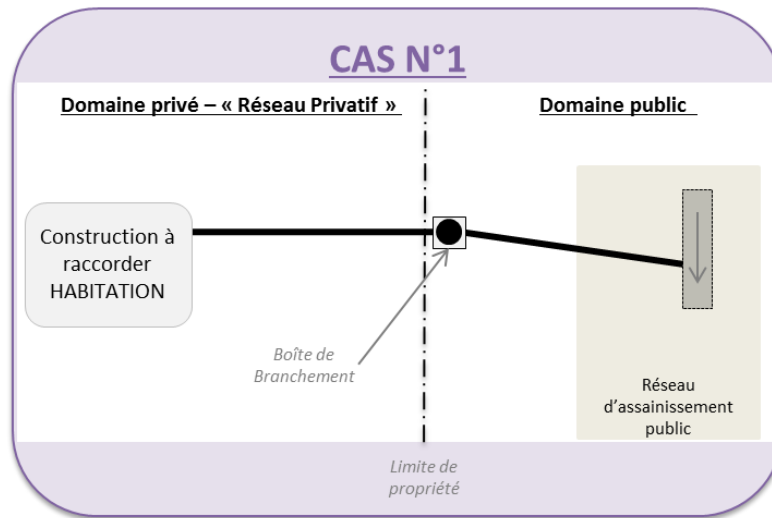 CAS N°1
Domaine privé – « Réseau Privatif »
Domaine public
Construction à
raccorder
HABITATION
Boîte de
Branchement
Réseau
d'assainissement
public
Limite de
propriété